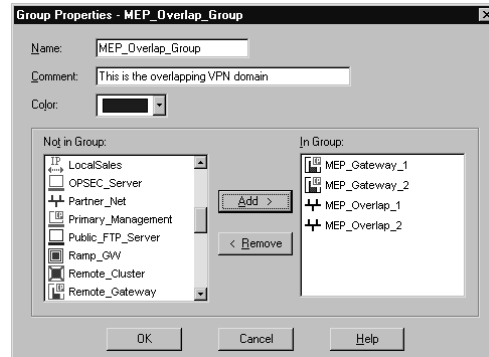 Group Properties - MEP_Overlap_Group
Name: MEP_Overlap_Group
Comment: This is the overlapping VPN domain
Color:
Not in Group:
In Group:
IP LocalSales
OPSEC_Server
Partner_Net
Primary_Management
Public_FTP_Server
Ramp_GW
Remote_Cluster
Remote_Gateway
Add >
< Remove
MEP_Gateway_1
MEP_Gateway_2
MEP_Overlap_1
MEP_Overlap_2
OK
Cancel
Help